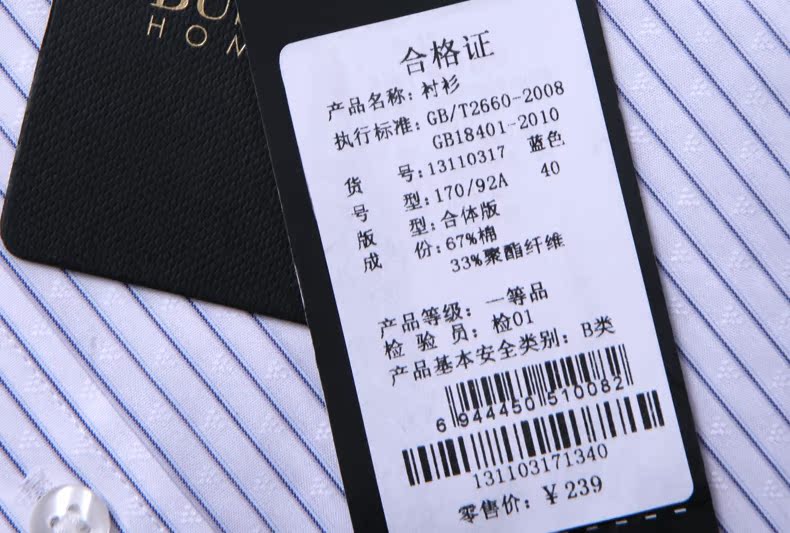 HOM
合格证
产品名称：衬衫
执行标准：GB/T2660-2008
GB18401-2010
货 号：13110317 蓝色
号 型：170/92A 40
版 型：合体版
成 份：67%棉
33%聚酯纤维
产品等级：一等品
检 验 员：检01
产品基本安全类别：B类
6 944450 510082
131103171340
零售价：¥239